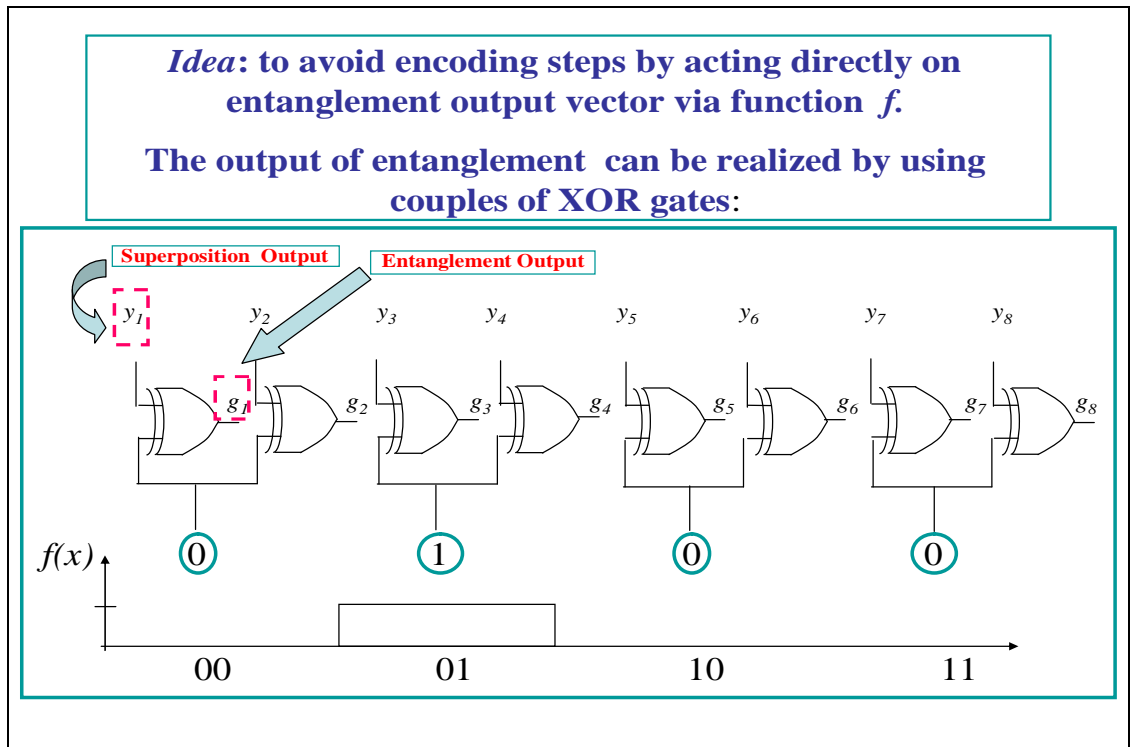 Idea: to avoid encoding steps by acting directly on
entanglement output vector via function f.
The output of entanglement can be realized by using
couples of XOR gates:
Superposition Output
Entanglement Output
y1 y2 y3 y4 y5 y6 y7 y8
g1 g2 g3 g4 g5 g6 g7 g8
f(x) 0 1 0 0
00 01 10 11